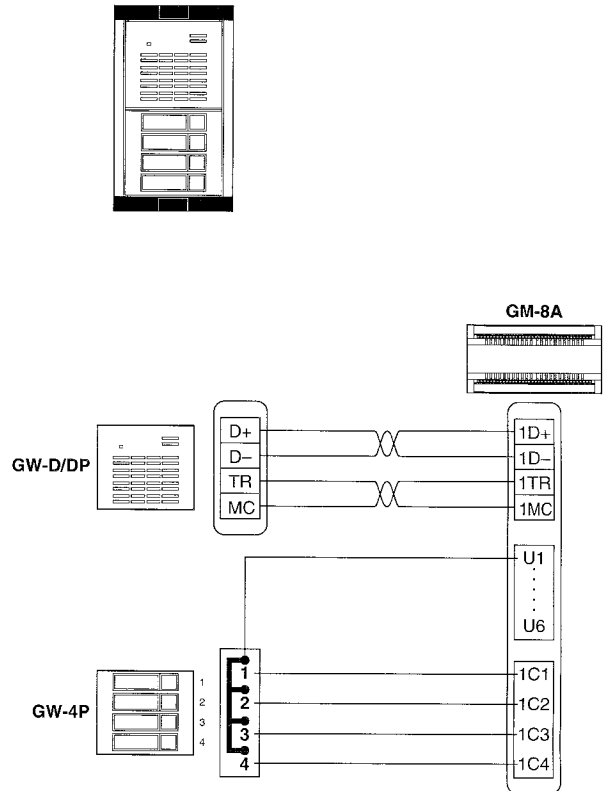 GM-8A
GW-D/DP
D+
D−
TR
MC
1D+
1D−
1TR
1MC
U1
U6
GW-4P
1
2
3
4
1
2
3
4
1C1
1C2
1C3
1C4